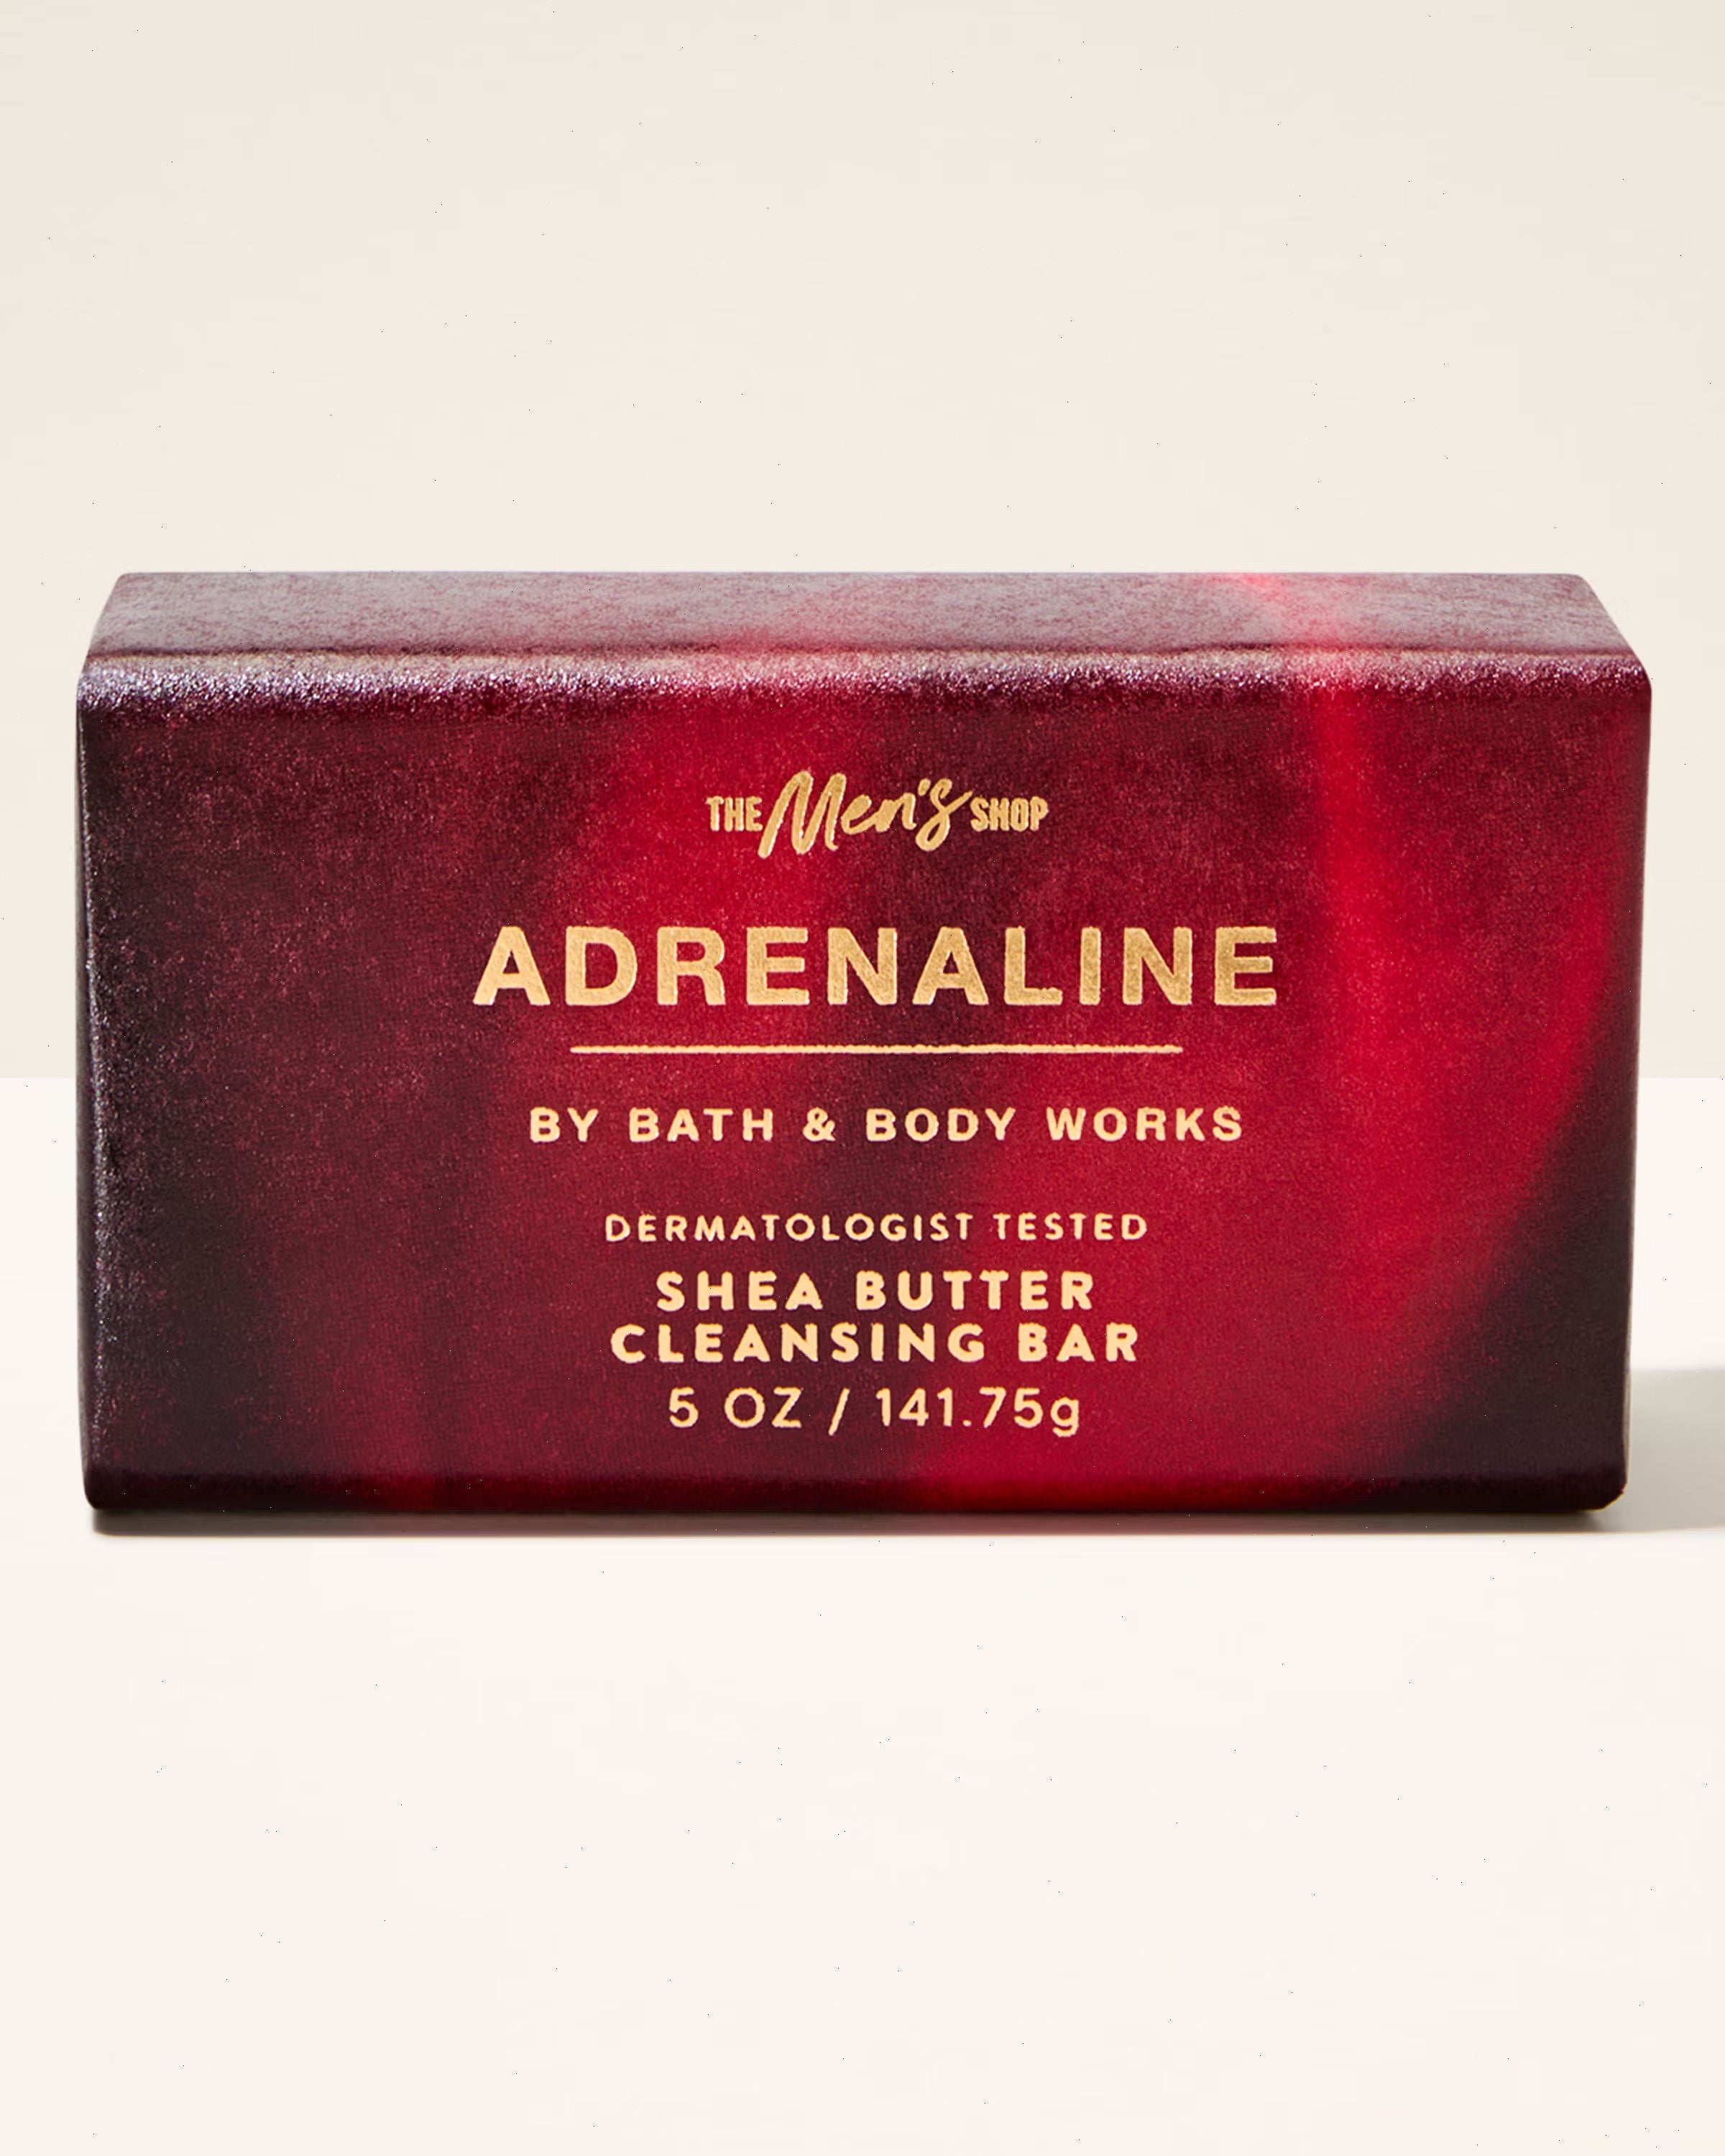 THE Men's SHOP
ADRENALINE
BY BATH & BODY WORKS
DERMATOLOGIST TESTED
SHEA BUTTER
CLEANSING BAR
5 OZ / 141.75g